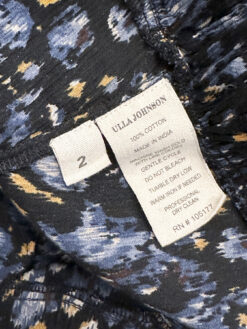 2
ULLA JOHNSON
100% COTTON
MADE IN INDIA
GENTLE CYCLE
DO NOT BLEACH
TUMBLE DRY LOW
WARM IRON IF NEEDED
PROFESSIONAL
DRY CLEAN
RN # 105177